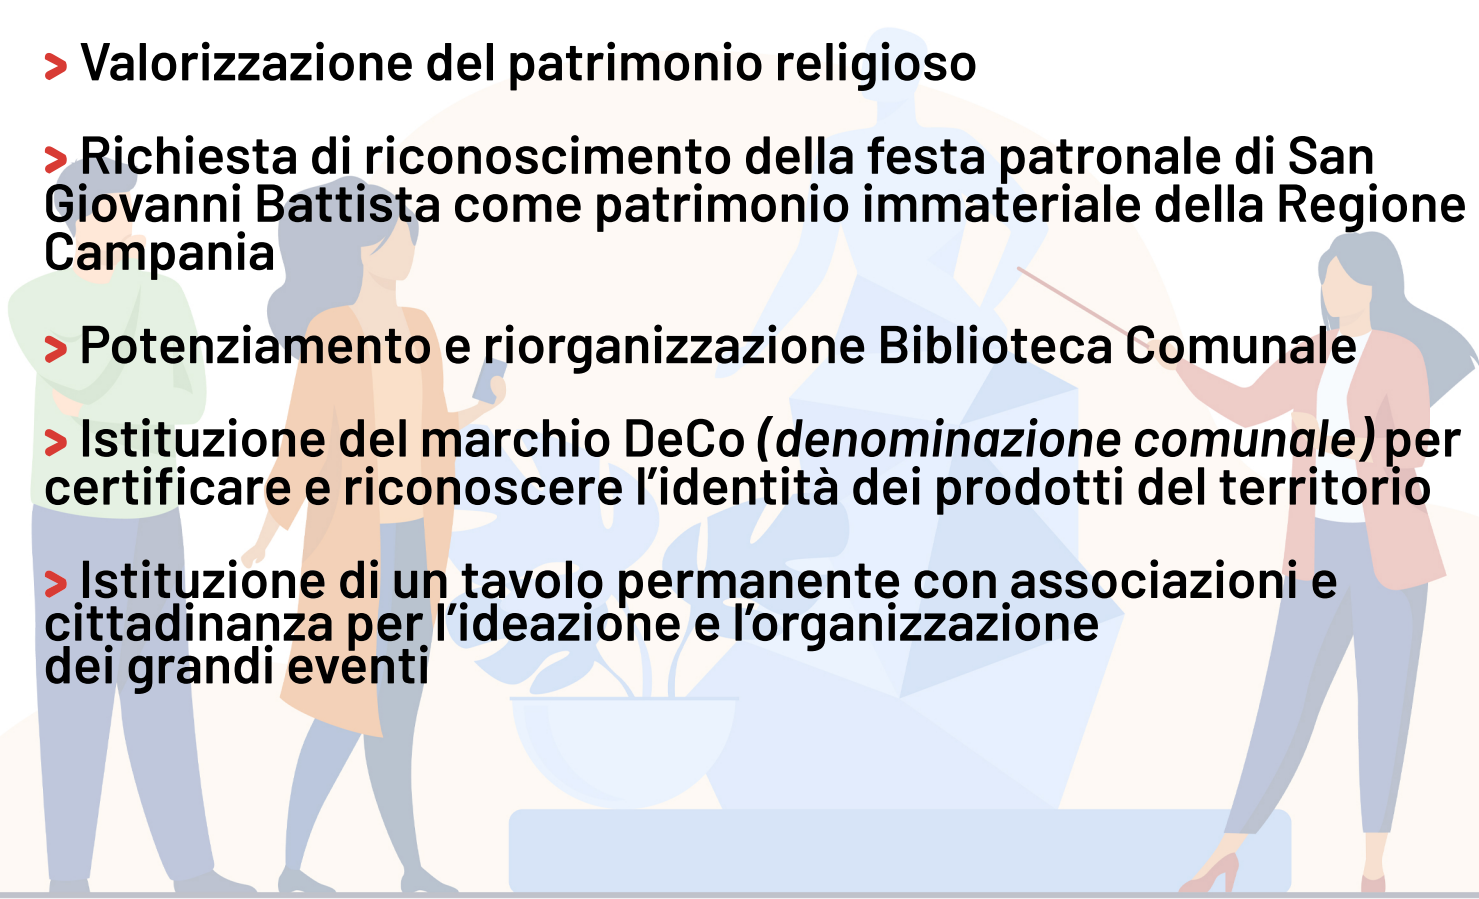 > Valorizzazione del patrimonio religioso
> Richiesta di riconoscimento della festa patronale di San
Giovanni Battista come patrimonio immateriale della Regione
Campania
> Potenziamento e riorganizzazione Biblioteca Comunale
> Istituzione del marchio DeCo (denominazione comunale) per
certificare e riconoscere l’identità dei prodotti del territorio
> Istituzione di un tavolo permanente con associazioni e
cittadinanza per l’ideazione e l’organizzazione
dei grandi eventi